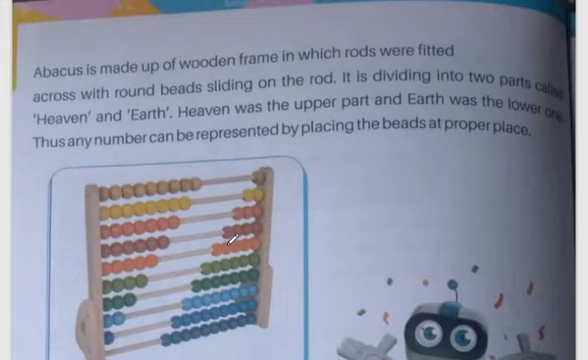 Abacus is made up of wooden frame in which rods were fitted
across with round beads sliding on the rod. It is dividing into two parts called
'Heaven' and 'Earth'. Heaven was the upper part and Earth was the lower one.
Thus any number can be represented by placing the beads at proper place.